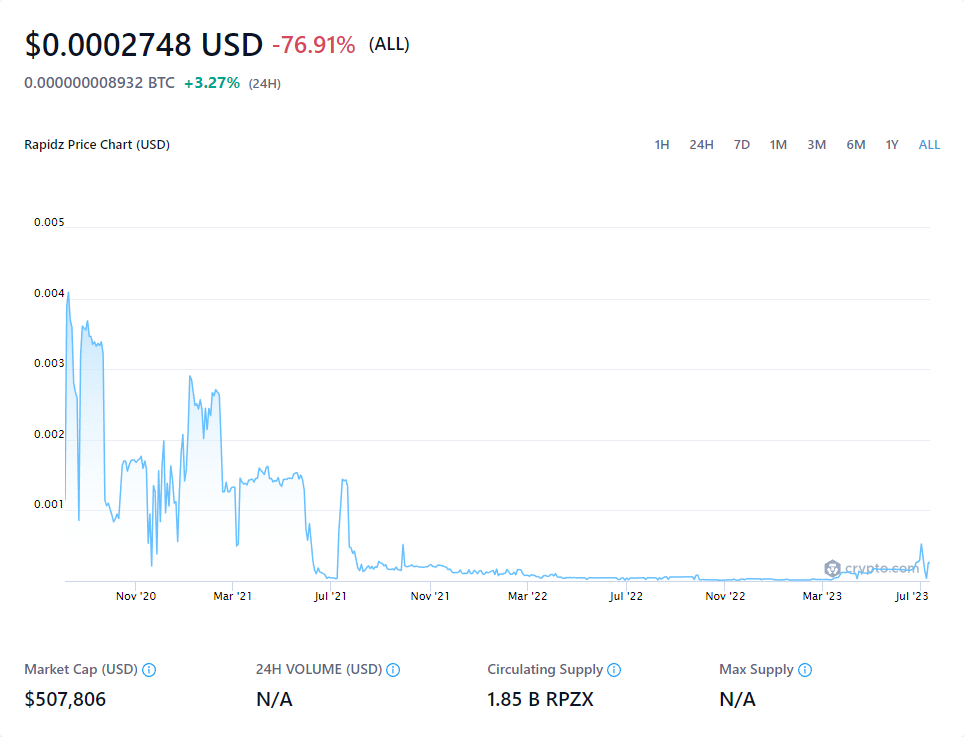 $0.0002748 USD -76.91% (ALL)
0.000000008932 BTC +3.27% (24H)
Rapidz Price Chart (USD) 1H 24H 7D 1M 3M 6M 1Y ALL
0.005
0.004
0.003
0.002
0.001
crypto.com
Nov '20 Mar '21 Jul '21 Nov '21 Mar '22 Jul '22 Nov '22 Mar '23 Jul '23
Market Cap (USD) 24H VOLUME (USD) Circulating Supply Max Supply
$507,806 N/A 1.85 B RPZX N/A